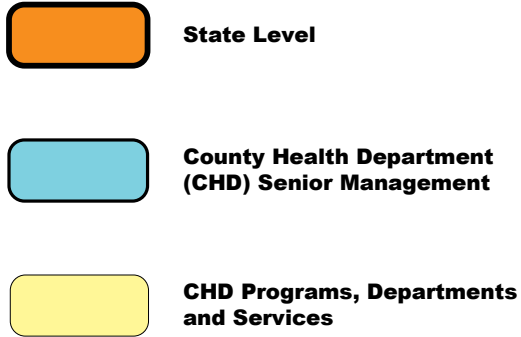 State Level
County Health Department
(CHD) Senior Management
CHD Programs, Departments
and Services